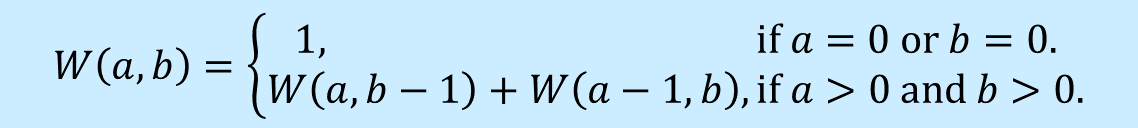 W(a, b) = { 1, if a = 0 or b = 0.
W(a, b − 1) + W(a − 1, b), if a > 0 and b > 0.